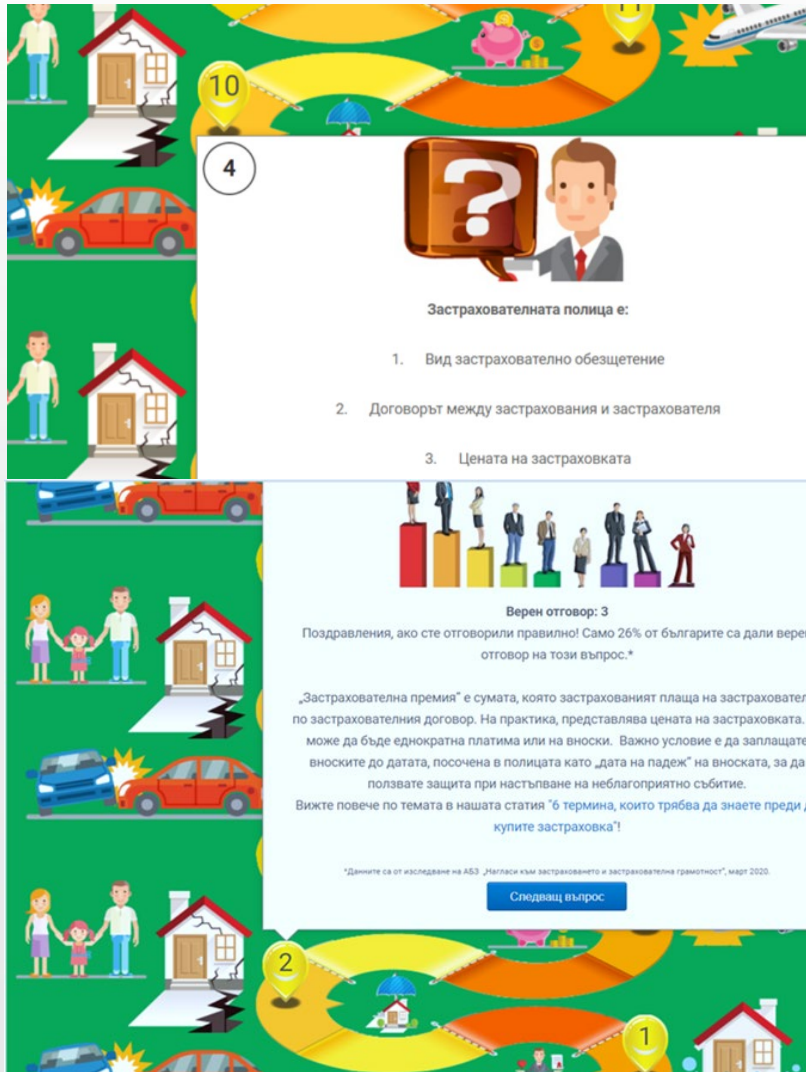 11
10
4
?
Застрахователната полица е:
1. Вид застрахователно обезщетение
2. Договорът между застрахования и застрахователя
3. Цената на застраховката
Верен отговор: 3
Поздравления, ако сте отговорили правилно! Само 26% от българите са дали
отговор на този въпрос.*
„Застрахователна премия" е сумата, която застрахованият плаща на
по застрахователния договор. На практика, представлява цената на застраховката.
може да бъде еднократна платима или на вноски. Важно условие е да заплащате
вноските до датата, посочена в полицата като „дата на падеж" на вноската, за да
ползвате защита при настъпване на неблагоприятно събитие.
Вижте повече по темата в нашата статия "6 термина, които трябва да знаете преди
купите застраховка"!
*Данните са от изследване на АБЗ „Нагласи към застраховането и застрахователна грамотност", март 2020.
Следващ въпрос
2
1